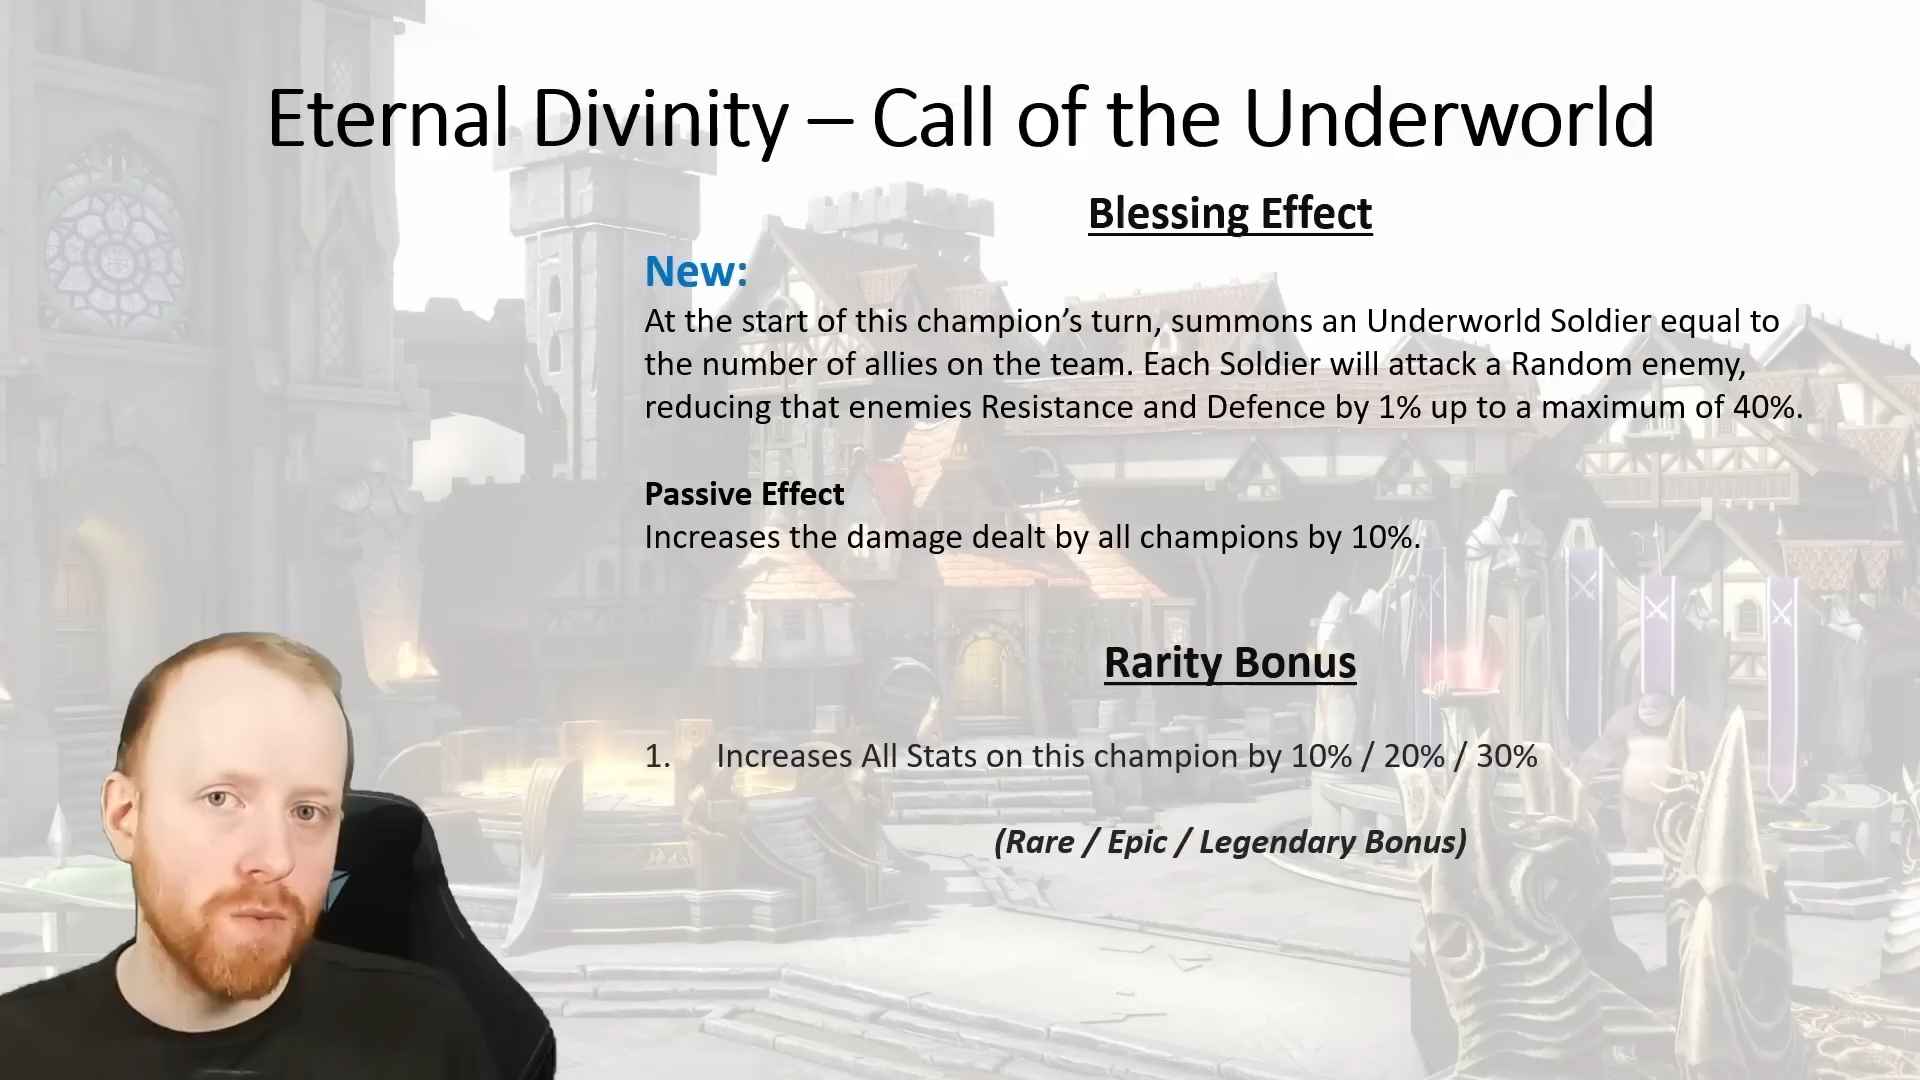 Eternal Divinity – Call of the Underworld
Blessing Effect
New:
At the start of this champion’s turn, summons an Underworld Soldier equal to
the number of allies on the team. Each Soldier will attack a Random enemy,
reducing that enemies Resistance and Defence by 1% up to a maximum of 40%.
Passive Effect
Increases the damage dealt by all champions by 10%.
Rarity Bonus
1. Increases All Stats on this champion by 10% / 20% / 30%
(Rare / Epic / Legendary Bonus)